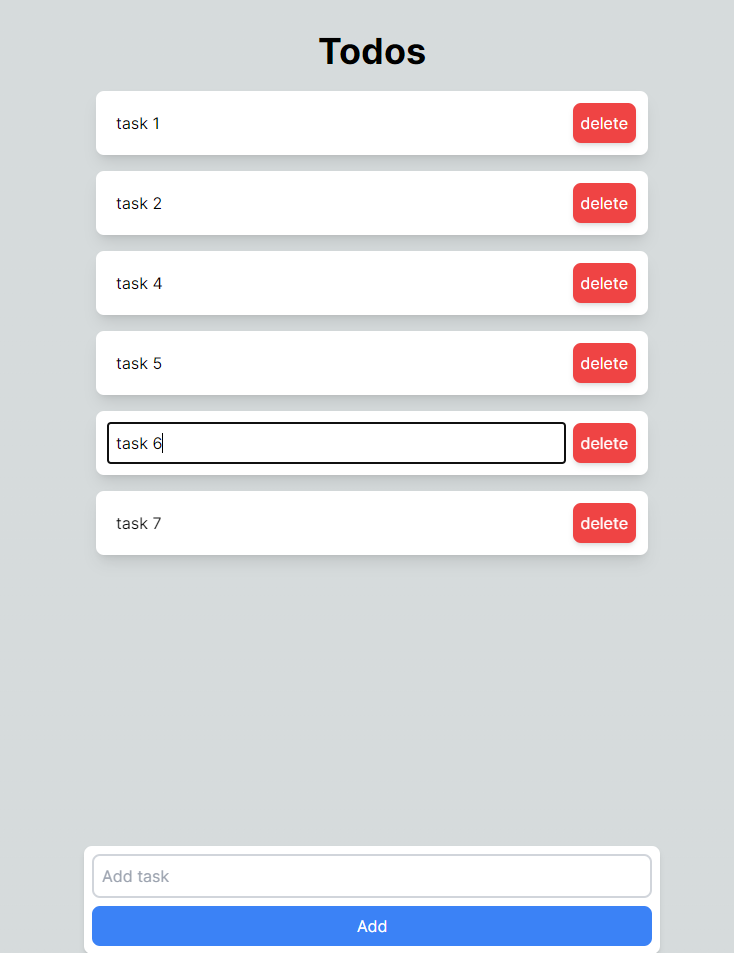 Todos
task 1 delete
task 2 delete
task 4 delete
task 5 delete
task 6 delete
task 7 delete
Add task
Add